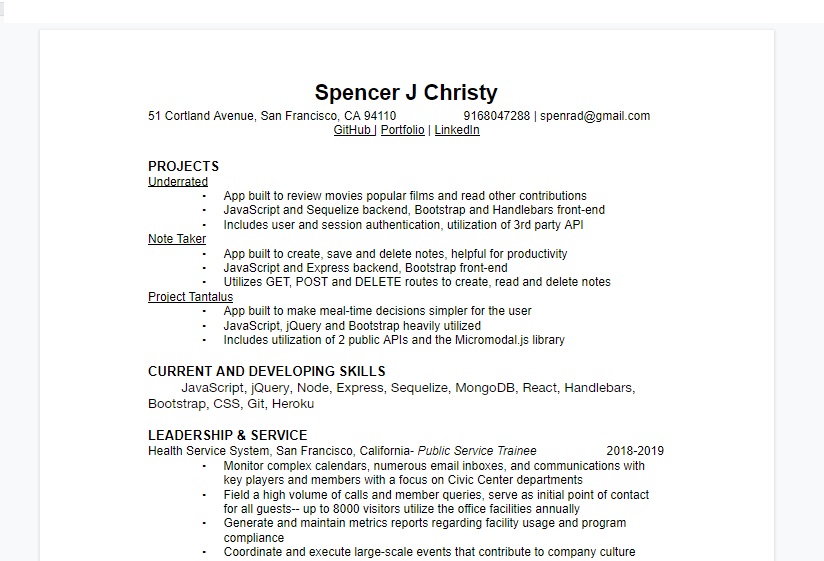 Spencer J Christy
51 Cortland Avenue, San Francisco, CA 94110 9168047288 | spenrad@gmail.com
GitHub | Portfolio | LinkedIn
PROJECTS
Underrated
- App built to review movies popular films and read other contributions
- JavaScript and Sequelize backend, Bootstrap and Handlebars front-end
- Includes user and session authentication, utilization of 3rd party API
Note Taker
- App built to create, save and delete notes, helpful for productivity
- JavaScript and Express backend, Bootstrap front-end
- Utilizes GET, POST and DELETE routes to create, read and delete notes
Project Tantalus
- App built to make meal-time decisions simpler for the user
- JavaScript, jQuery and Bootstrap heavily utilized
- Includes utilization of 2 public APIs and the Micromodal.js library
CURRENT AND DEVELOPING SKILLS
JavaScript, jQuery, Node, Express, Sequelize, MongoDB, React, Handlebars,
Bootstrap, CSS, Git, Heroku
LEADERSHIP & SERVICE
Health Service System, San Francisco, California- Public Service Trainee 2018-2019
- Monitor complex calendars, numerous email inboxes, and communications with
key players and members with a focus on Civic Center departments
- Field a high volume of calls and member queries, serve as initial point of contact
for all guests-- up to 8000 visitors utilize the office facilities annually
- Generate and maintain metrics reports regarding facility usage and program
compliance
- Coordinate and execute large-scale events that contribute to company culture